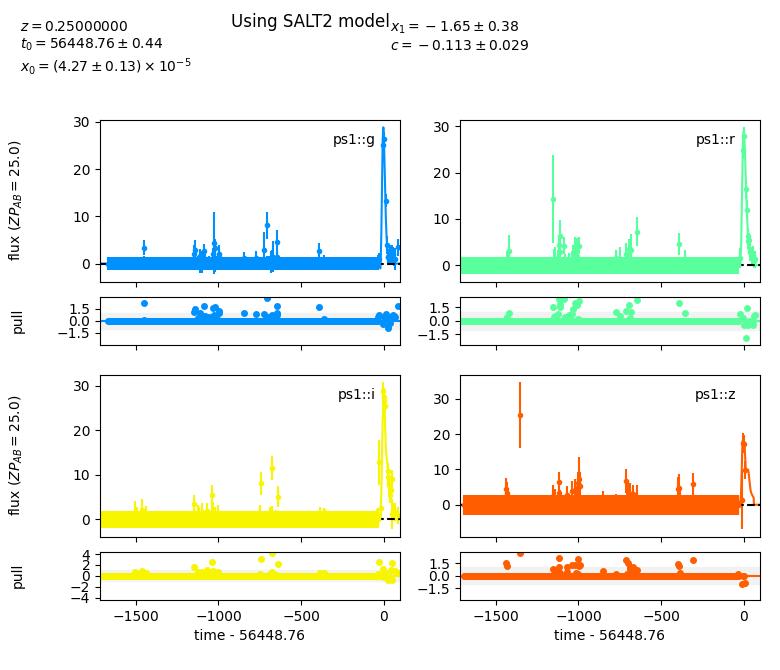 Using SALT2 model
z = 0.25000000
t₀ = 56448.76 ± 0.44
x₀ = (4.27 ± 0.13) × 10⁻⁵
x₁ = −1.65 ± 0.38
c = −0.113 ± 0.029
flux (ZP_AB = 25.0)
30
20
10
0
ps1::g
30
20
10
0
ps1::r
pull
1.5
0.0
−1.5
1.5
0.0
−1.5
flux (ZP_AB = 25.0)
30
20
10
0
ps1::i
30
20
10
0
ps1::z
pull
4
2
0
−2
−4
1.5
0.0
−1.5
−1500 −1000 −500 0
−1500 −1000 −500 0
time - 56448.76
time - 56448.76